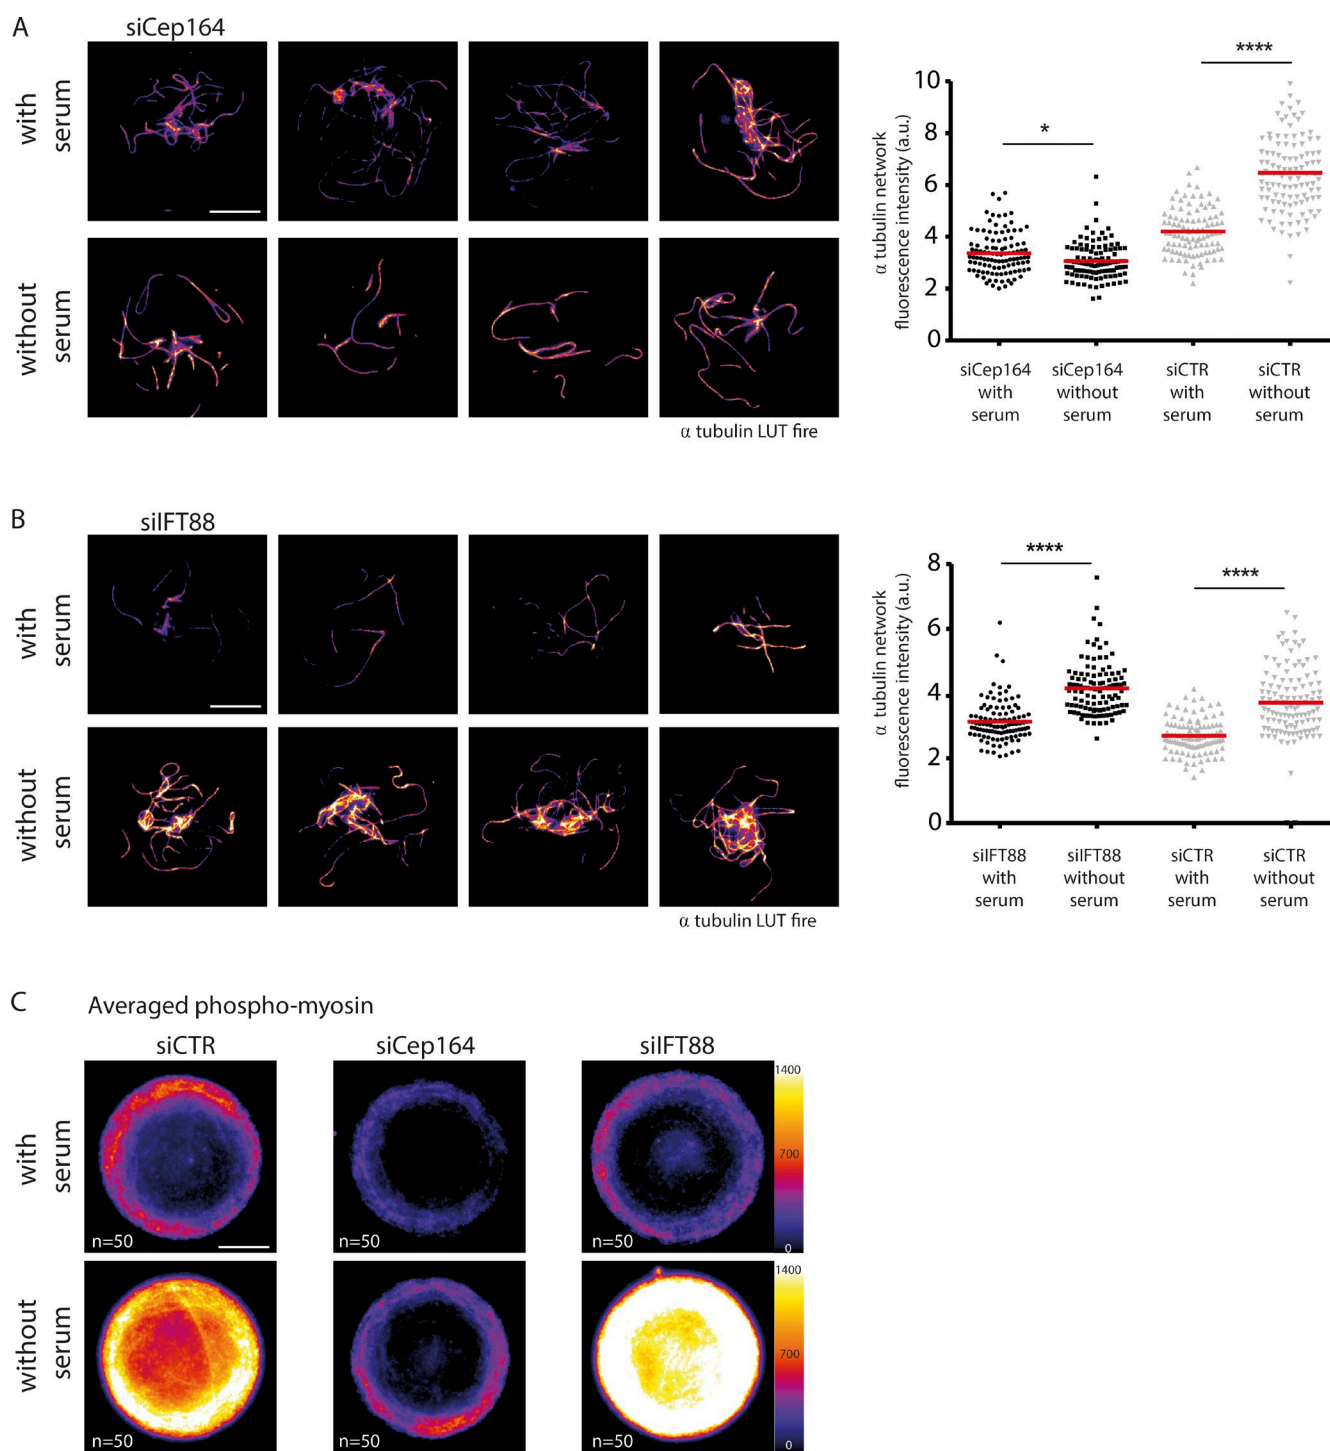 A
siCep164
with
serum
without
serum
α tubulin LUT fire
α tubulin network
fluorescence intensity (a.u.)
10
8
6
4
2
0
*
****
siCep164
with
serum
siCep164
without
serum
siCTR
with
serum
siCTR
without
serum
B
siIFT88
with
serum
without
serum
α tubulin LUT fire
α tubulin network
fluorescence intensity (a.u.)
8
6
4
2
0
****
****
siIFT88
with
serum
siIFT88
without
serum
siCTR
with
serum
siCTR
without
serum
C
Averaged phospho-myosin
siCTR
siCep164
siIFT88
with
serum
n=50
n=50
n=50
1400
700
0
without
serum
n=50
n=50
n=50
1400
700
0